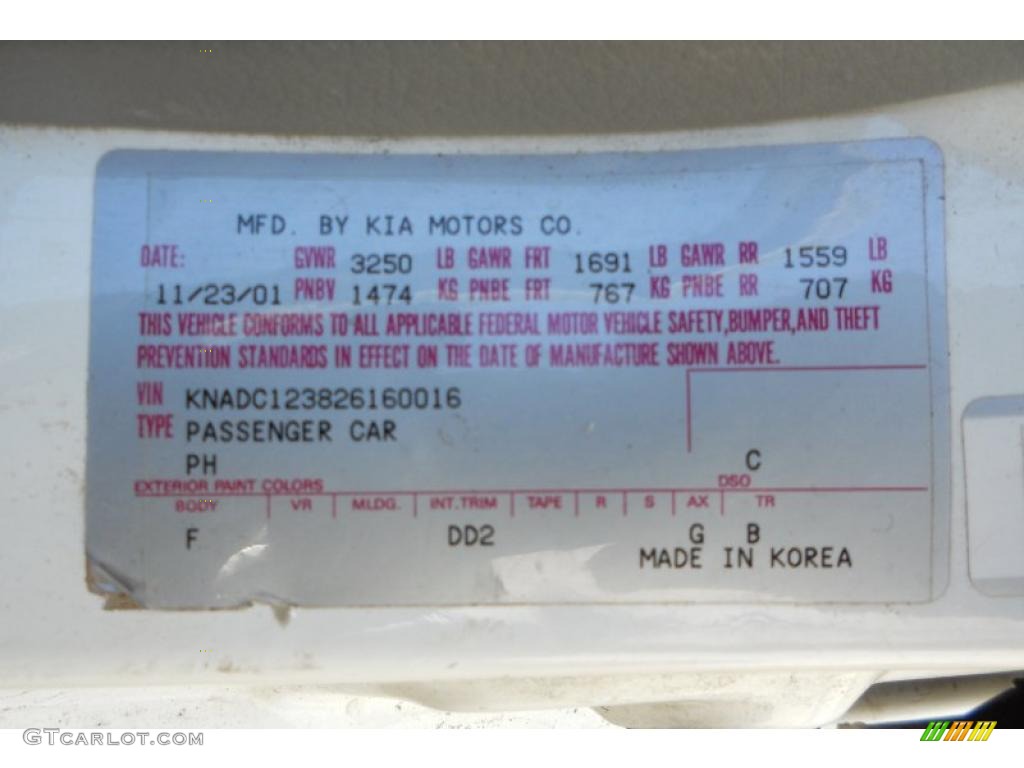 MFD. BY KIA MOTORS CO.
DATE: GVWR 3250 LB GAWR FRT 1691 LB GAWR RR 1559 LB
11/23/01 PNBV 1474 KG PNBE FRT 767 KG PNBE RR 707 KG
THIS VEHICLE CONFORMS TO ALL APPLICABLE FEDERAL MOTOR VEHICLE SAFETY,BUMPER,AND THEFT
PREVENTION STANDARDS IN EFFECT ON THE DATE OF MANUFACTURE SHOWN ABOVE.
VIN KNADC123826160016
TYPE PASSENGER CAR
PH C
EXTERIOR PAINT COLORS DSO
BODY VR MLDG. INT.TRIM TAPE R S AX TR
F DD2 G B
MADE IN KOREA
GTCARLOT.COM